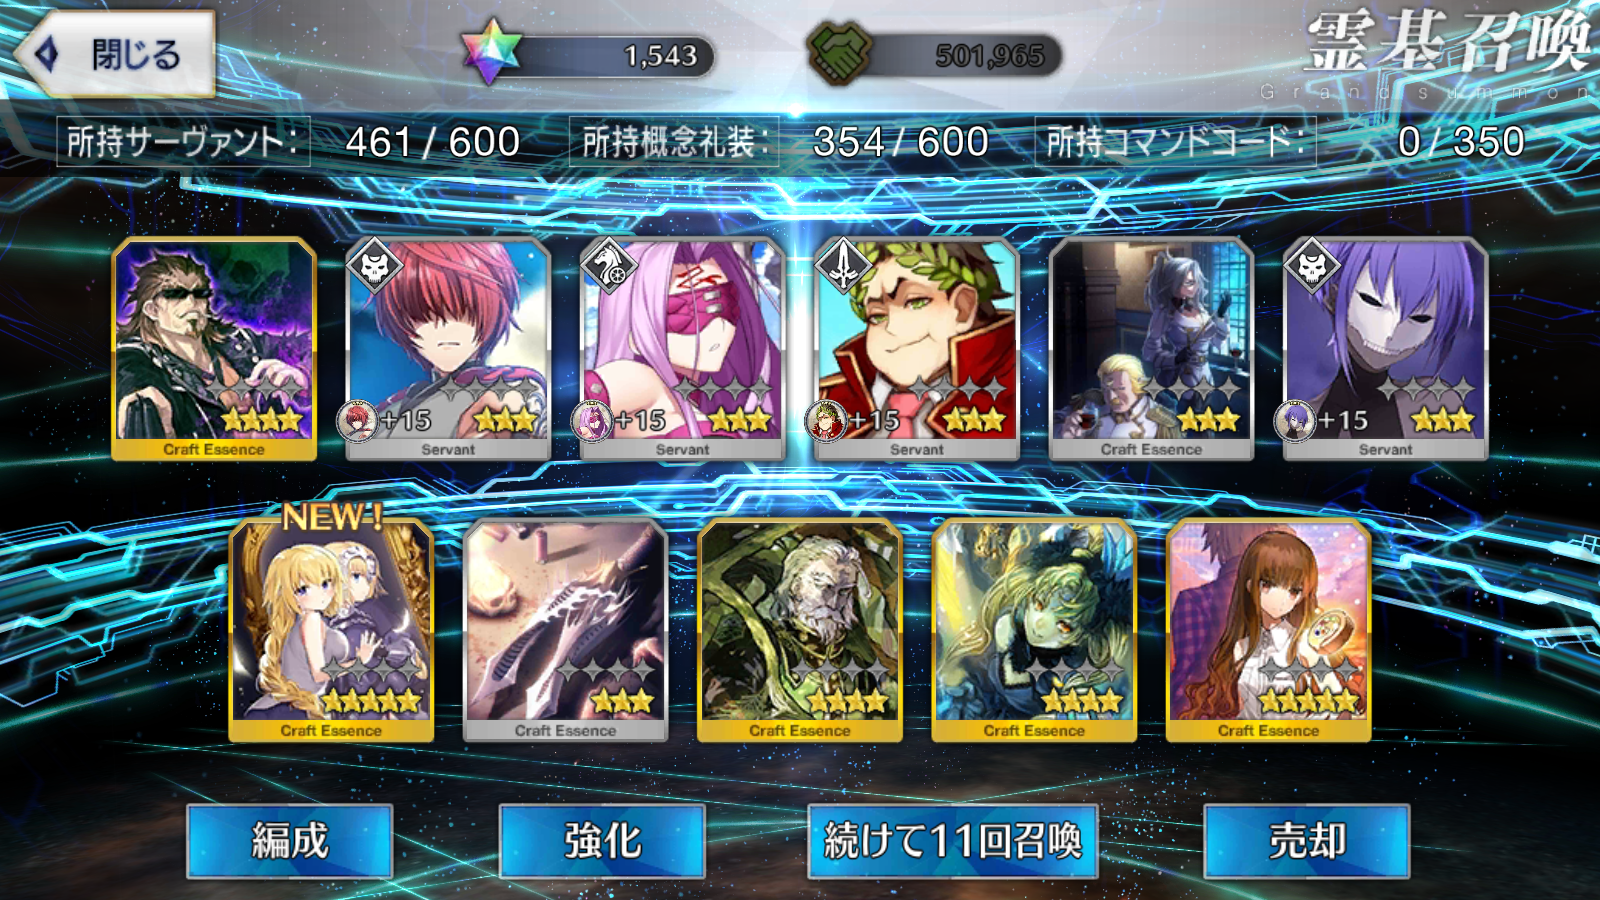 閉じる
1,543
501,965
霊基召喚
Grand summon
所持サーヴァント: 461 / 600
所持概念礼装: 354 / 600
所持コマンドコード: 0 / 350
Craft Essence
+15
Servant
+15
Servant
+15
Servant
Craft Essence
+15
Servant
NEW!
Craft Essence
Craft Essence
Craft Essence
Craft Essence
Craft Essence
編成
強化
続けて11回召喚
売却